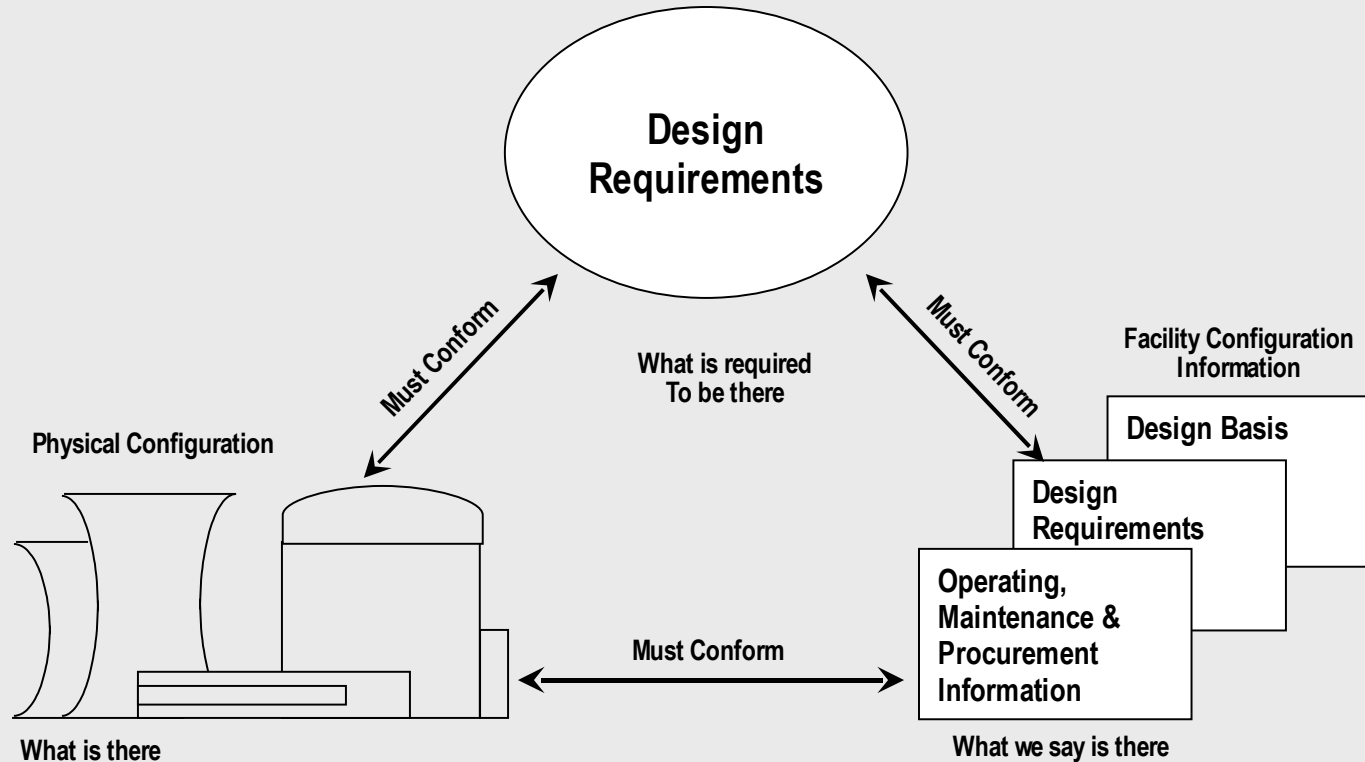 Design
Requirements
Must Conform
Must Conform
What is required
To be there
Facility Configuration
Information
Physical Configuration
Design Basis
Design
Requirements
Operating,
Maintenance &
Procurement
Information
Must Conform
What is there
What we say is there